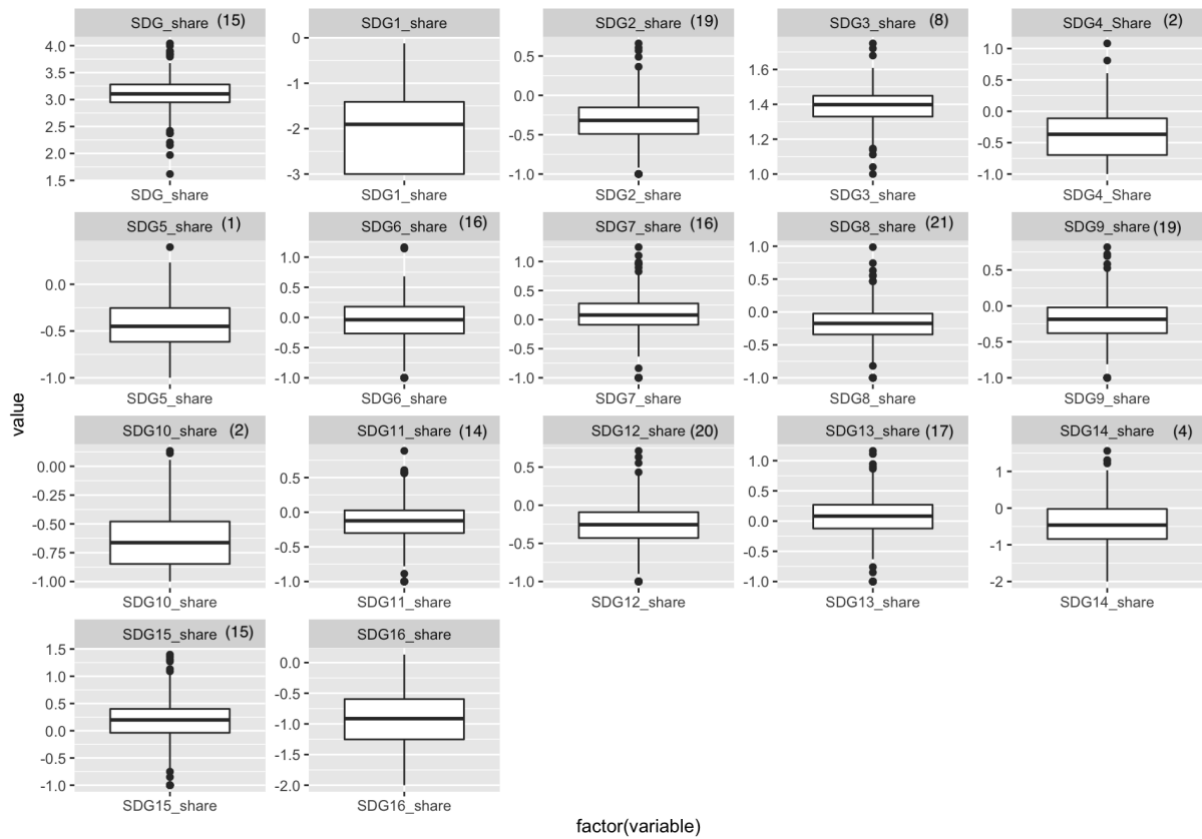 SDG_share (15)
4.0
3.5
3.0
2.5
2.0
1.5
SDG_share
SDG1_share
0
-1
-2
-3
SDG1_share
SDG2_share (19)
0.5
0.0
-0.5
-1.0
SDG2_share
SDG3_share (8)
1.6
1.4
1.2
1.0
SDG3_share
SDG4_Share (2)
1.0
0.5
0.0
-0.5
-1.0
SDG4_Share
SDG5_share (1)
0.0
-0.5
-1.0
SDG5_share
SDG6_share (16)
1.0
0.5
0.0
-0.5
-1.0
SDG6_share
SDG7_share (16)
1.0
0.5
0.0
-0.5
-1.0
SDG7_share
SDG8_share (21)
1.0
0.5
0.0
-0.5
-1.0
SDG8_share
SDG9_share (19)
0.5
0.0
-0.5
-1.0
SDG9_share
value
SDG10_share (2)
0.00
-0.25
-0.50
-0.75
-1.00
SDG10_share
SDG11_share (14)
0.5
0.0
-0.5
-1.0
SDG11_share
SDG12_share (20)
0.5
0.0
-0.5
-1.0
SDG12_share
SDG13_share (17)
1.0
0.5
0.0
-0.5
-1.0
SDG13_share
SDG14_share (4)
1
0
-1
-2
SDG14_share
SDG15_share (15)
1.5
1.0
0.5
0.0
-0.5
-1.0
SDG15_share
SDG16_share
0.0
-0.5
-1.0
-1.5
-2.0
SDG16_share
factor(variable)